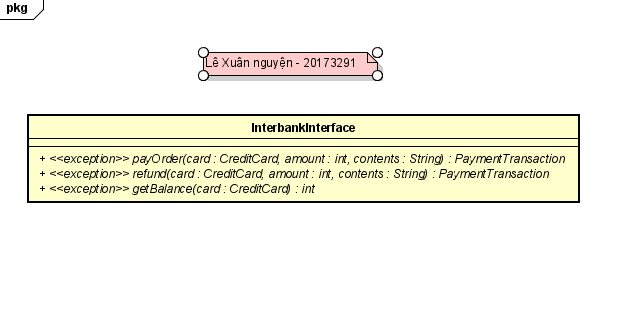 pkg
Lê Xuân nguyện - 20173291
InterbankInterface
+ <<exception>> payOrder(card : CreditCard, amount : int, contents : String) : PaymentTransaction
+ <<exception>> refund(card : CreditCard, amount : int, contents : String) : PaymentTransaction
+ <<exception>> getBalance(card : CreditCard) : int